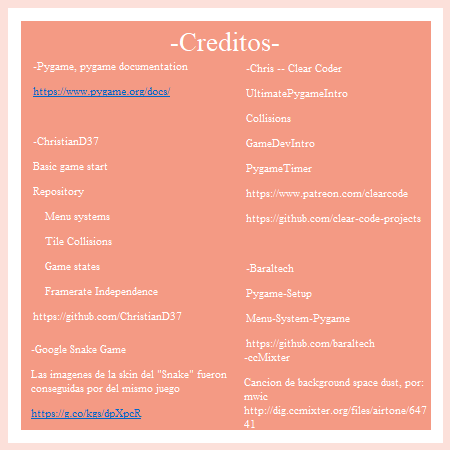 -Creditos-
-Pygame, pygame documentation
https://www.pygame.org/docs/
-ChristianD37
Basic game start
Repository
Menu systems
Tile Collisions
Game states
Framerate Independence
https://github.com/ChristianD37
-Google Snake Game
Las imagenes de la skin del "Snake" fueron
conseguidas por del mismo juego
https://g.co/kgs/dpXpcR
-Chris -- Clear Coder
UltimatePygameIntro
Collisions
GameDevIntro
PygameTimer
https://www.patreon.com/clearcode
https://github.com/clear-code-projects
-Baraltech
Pygame-Setup
Menu-System-Pygame
https://github.com/baraltech
-ccMixter
Cancion de background space dust, por:
mwic
http://dig.ccmixter.org/files/airtone/647
41